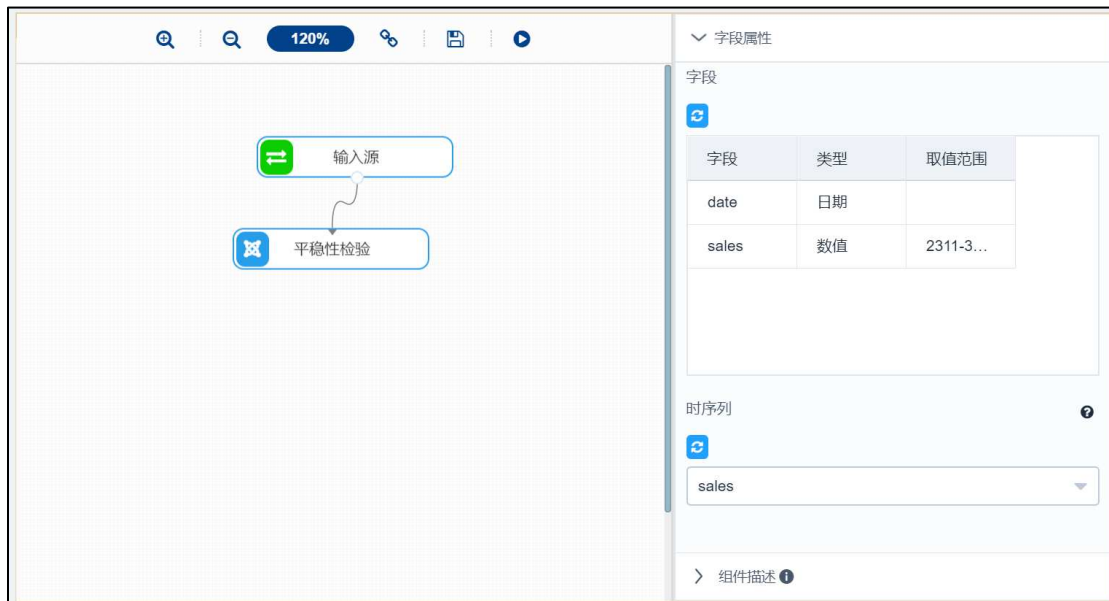 120%
输入源
平稳性检验
字段属性
字段
字段 类型 取值范围
date 日期
sales 数值 2311-3...
时序列
sales
组件描述